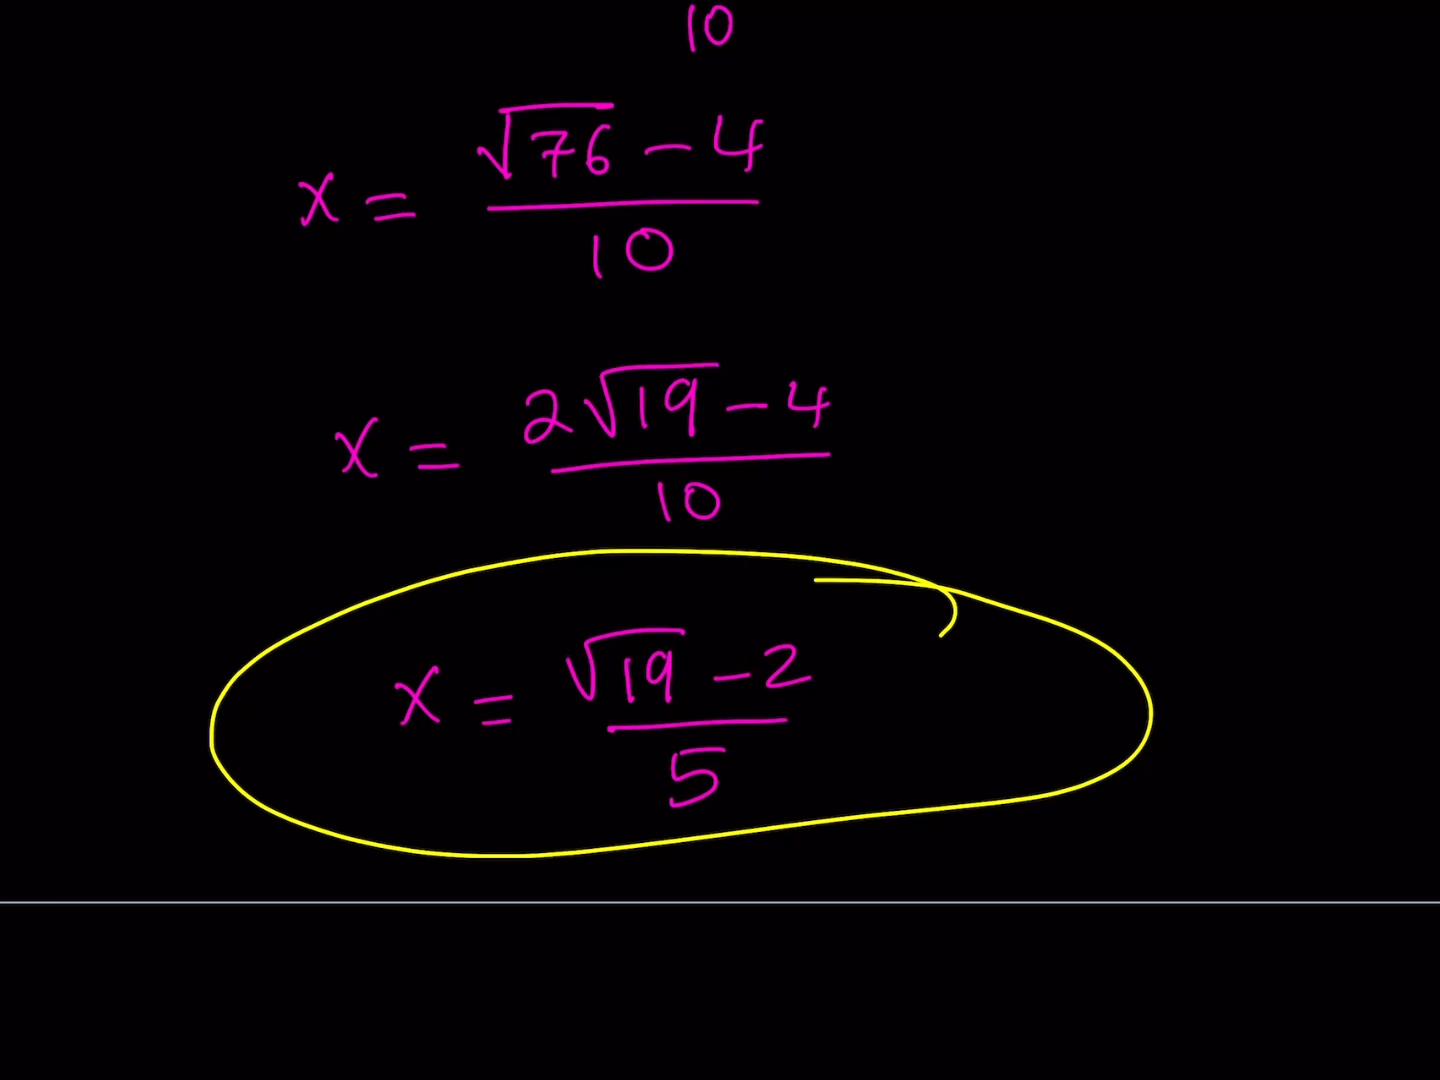 10
x = (√76 - 4)/10
x = (2√19 - 4)/10
x = (√19 - 2)/5